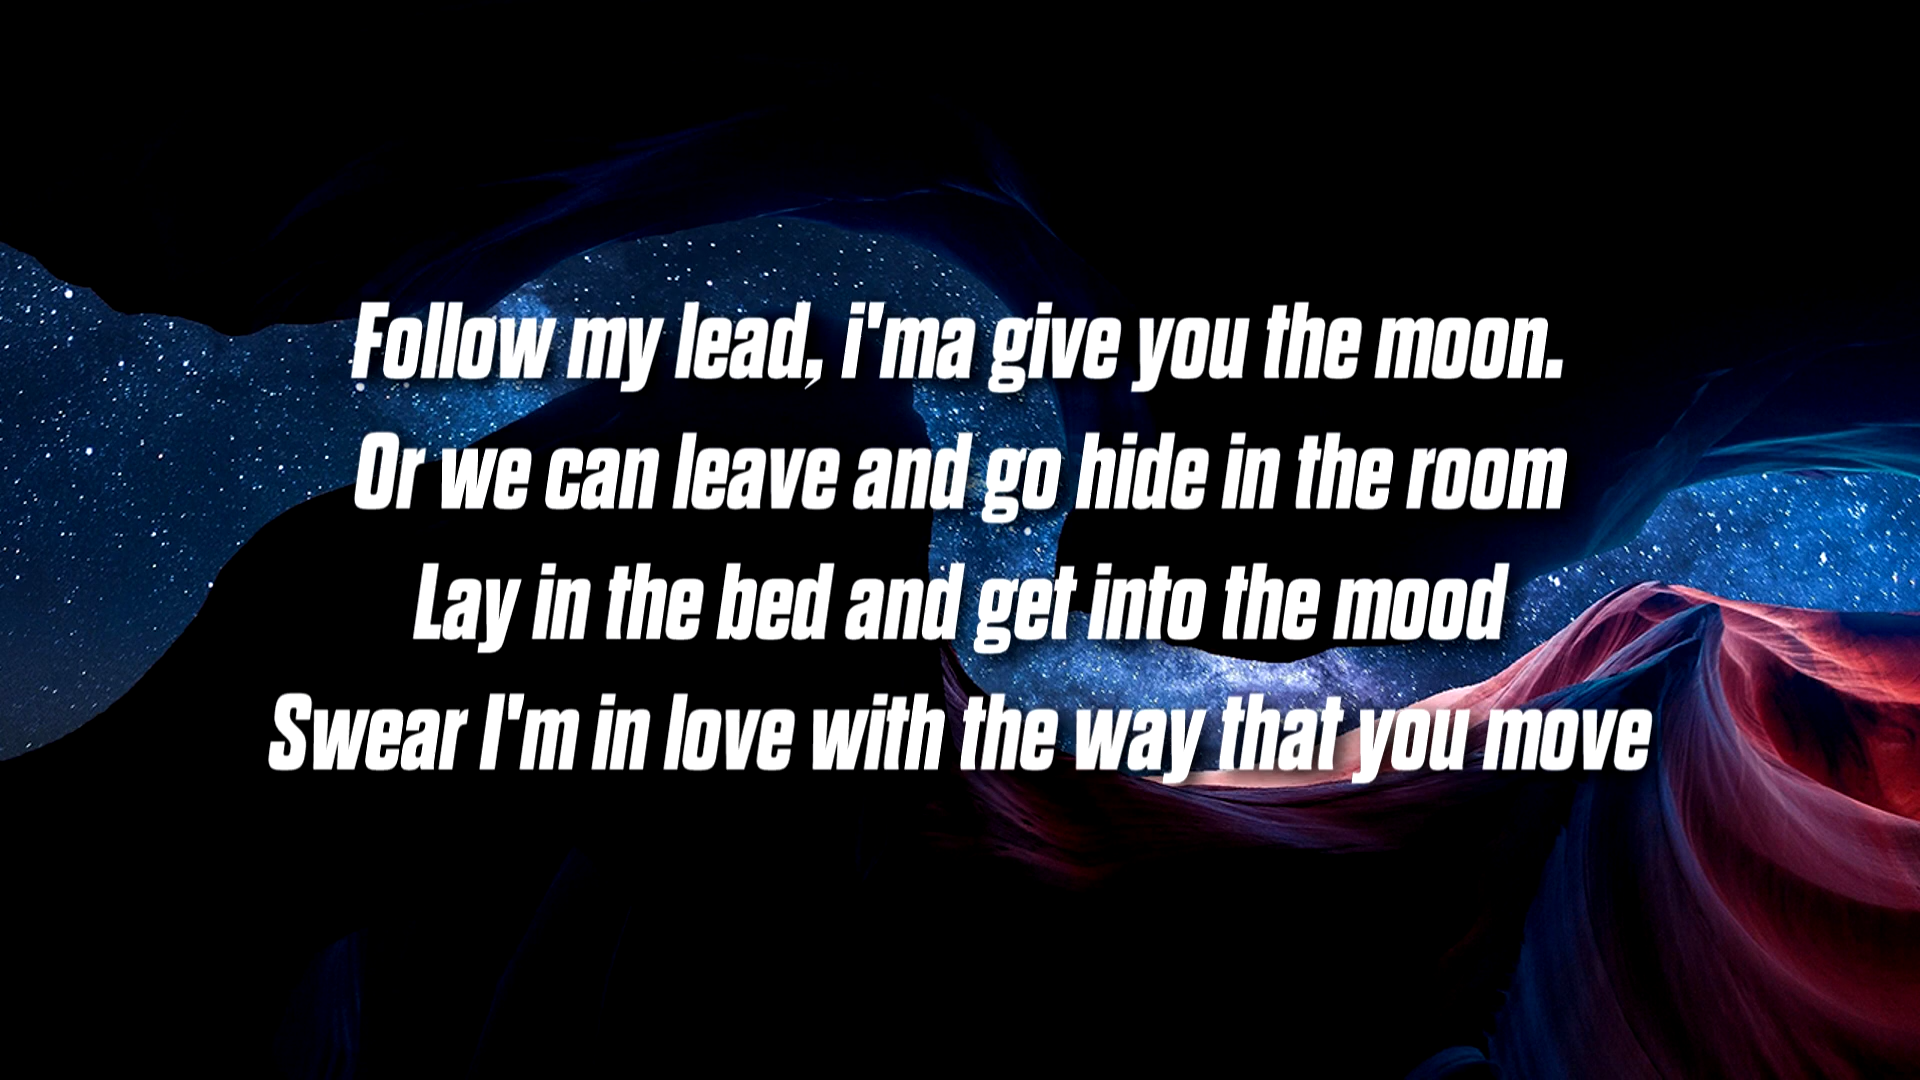 Follow my lead, i'ma give you the moon.
Or we can leave and go hide in the room
Lay in the bed and get into the mood
Swear I'm in love with the way that you move